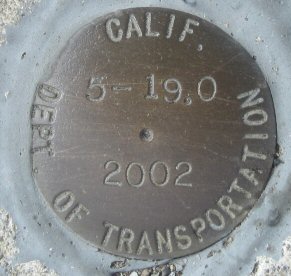 CALIF.
5-19.0
2002
DEPT. OF TRANSPORTATION